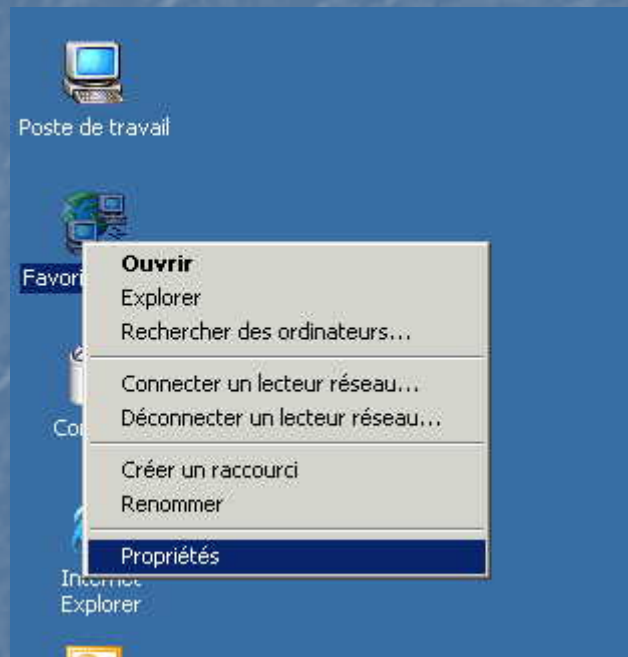 Poste de travail
Favori
Ouvrir
Explorer
Rechercher des ordinateurs...
Connecter un lecteur réseau...
Déconnecter un lecteur réseau...
Créer un raccourci
Renommer
Propriétés
Internet
Explorer